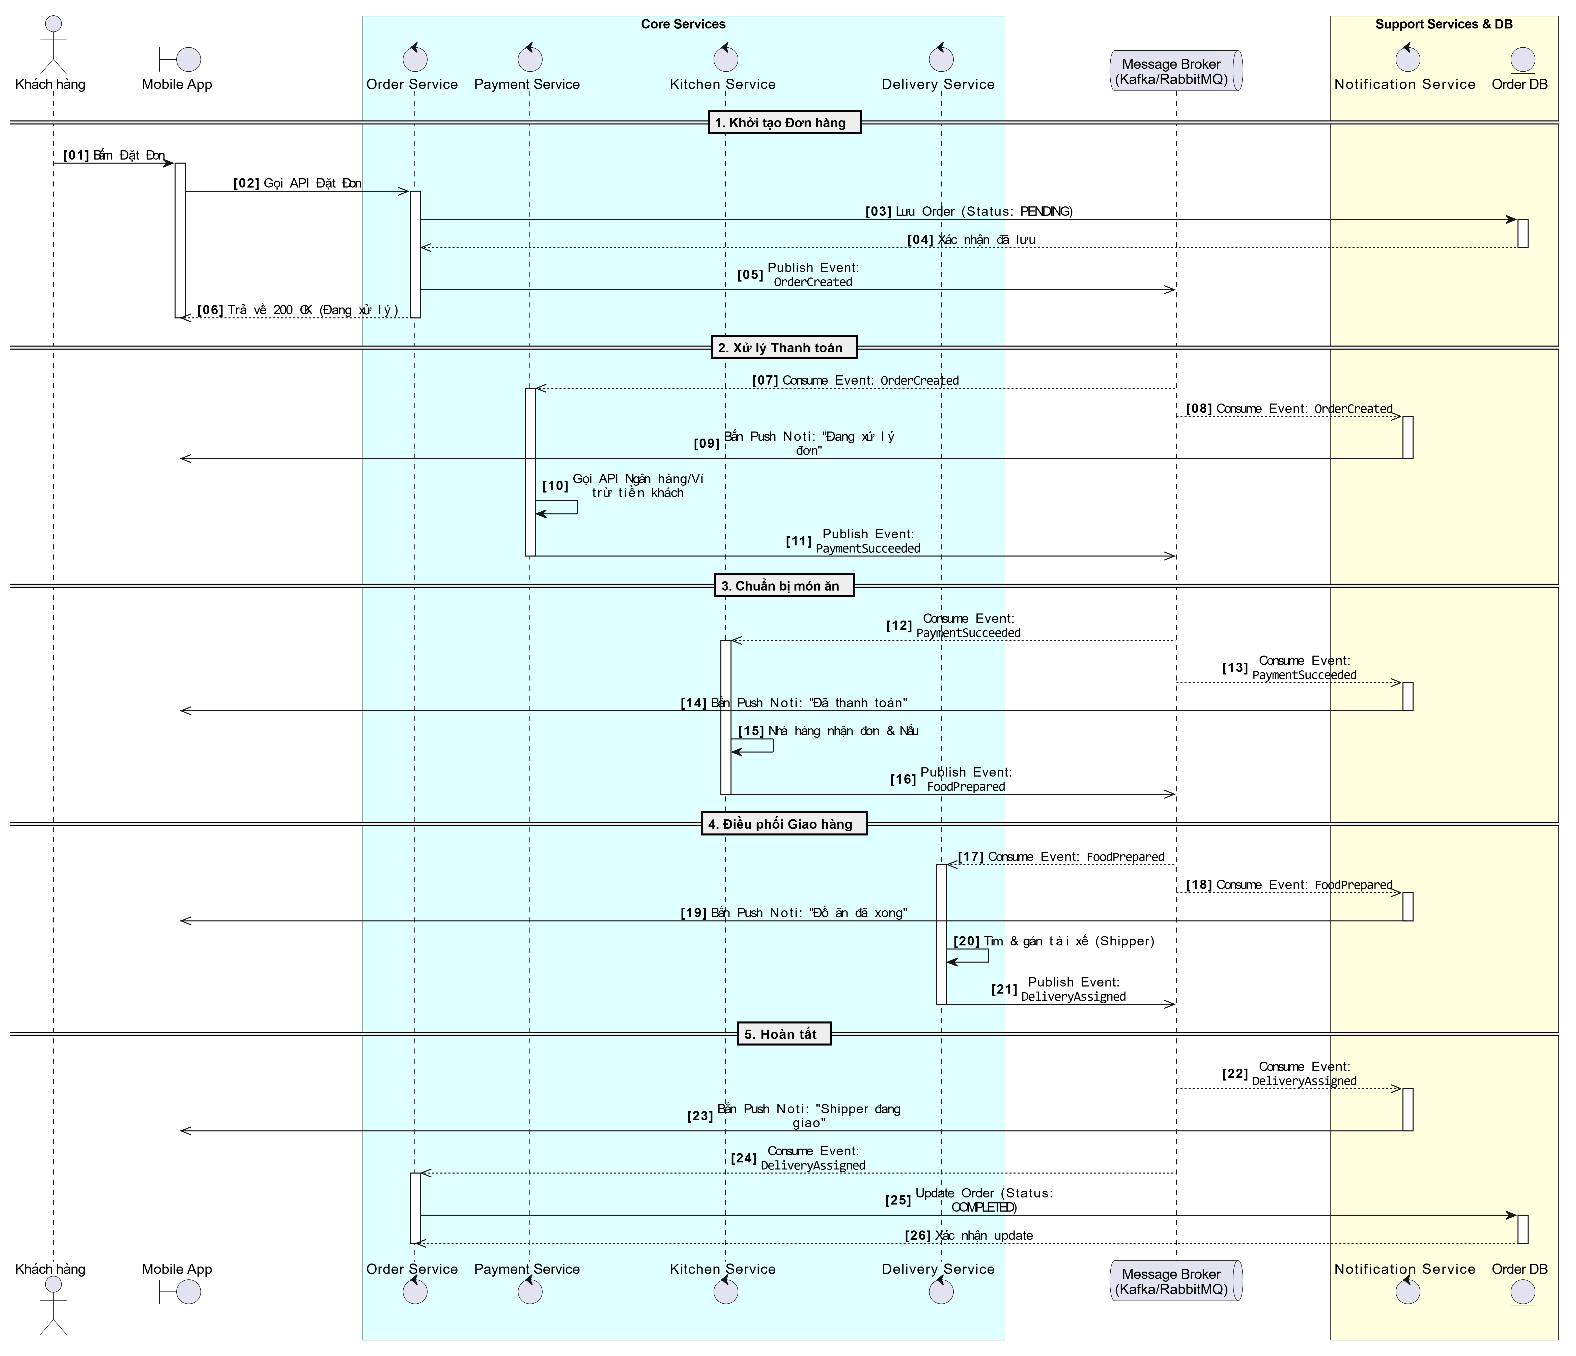 Core Services
Support Services & DB
Khách hàng
Mobile App
Order Service
Payment Service
Kitchen Service
Delivery Service
Message Broker
(Kafka/RabbitMQ)
Notification Service
Order DB
1. Khởi tạo Đơn hàng
[01] Bấm Đặt Đơn
[02] Gọi API Đặt Đơn
[03] Lưu Order (Status: PENDING)
[04] Xác nhận đã lưu
[05] Publish Event:
OrderCreated
[06] Trả về 200 OK (Đang xử lý)
2. Xử lý Thanh toán
[07] Consume Event: OrderCreated
[08] Consume Event: OrderCreated
[09] Bắn Push Noti: "Đang xử lý
đơn"
[10] Gọi API Ngân hàng/Ví
trừ tiền khách
[11] Publish Event:
PaymentSucceeded
3. Chuẩn bị món ăn
[12] Consume Event:
PaymentSucceeded
[13] Consume Event:
PaymentSucceeded
[14] Bắn Push Noti: "Đã thanh toán"
[15] Nhà hàng nhận đơn & Nấu
[16] Publish Event:
FoodPrepared
4. Điều phối Giao hàng
[17] Consume Event: FoodPrepared
[18] Consume Event: FoodPrepared
[19] Bắn Push Noti: "Đồ ăn đã xong"
[20] Tìm & gán tài xế (Shipper)
[21] Publish Event:
DeliveryAssigned
5. Hoàn tất
[22] Consume Event:
DeliveryAssigned
[23] Bắn Push Noti: "Shipper đang
giao"
[24] Consume Event:
DeliveryAssigned
[25] Update Order (Status:
COMPLETED)
[26] Xác nhận update
Khách hàng
Mobile App
Order Service
Payment Service
Kitchen Service
Delivery Service
Message Broker
(Kafka/RabbitMQ)
Notification Service
Order DB